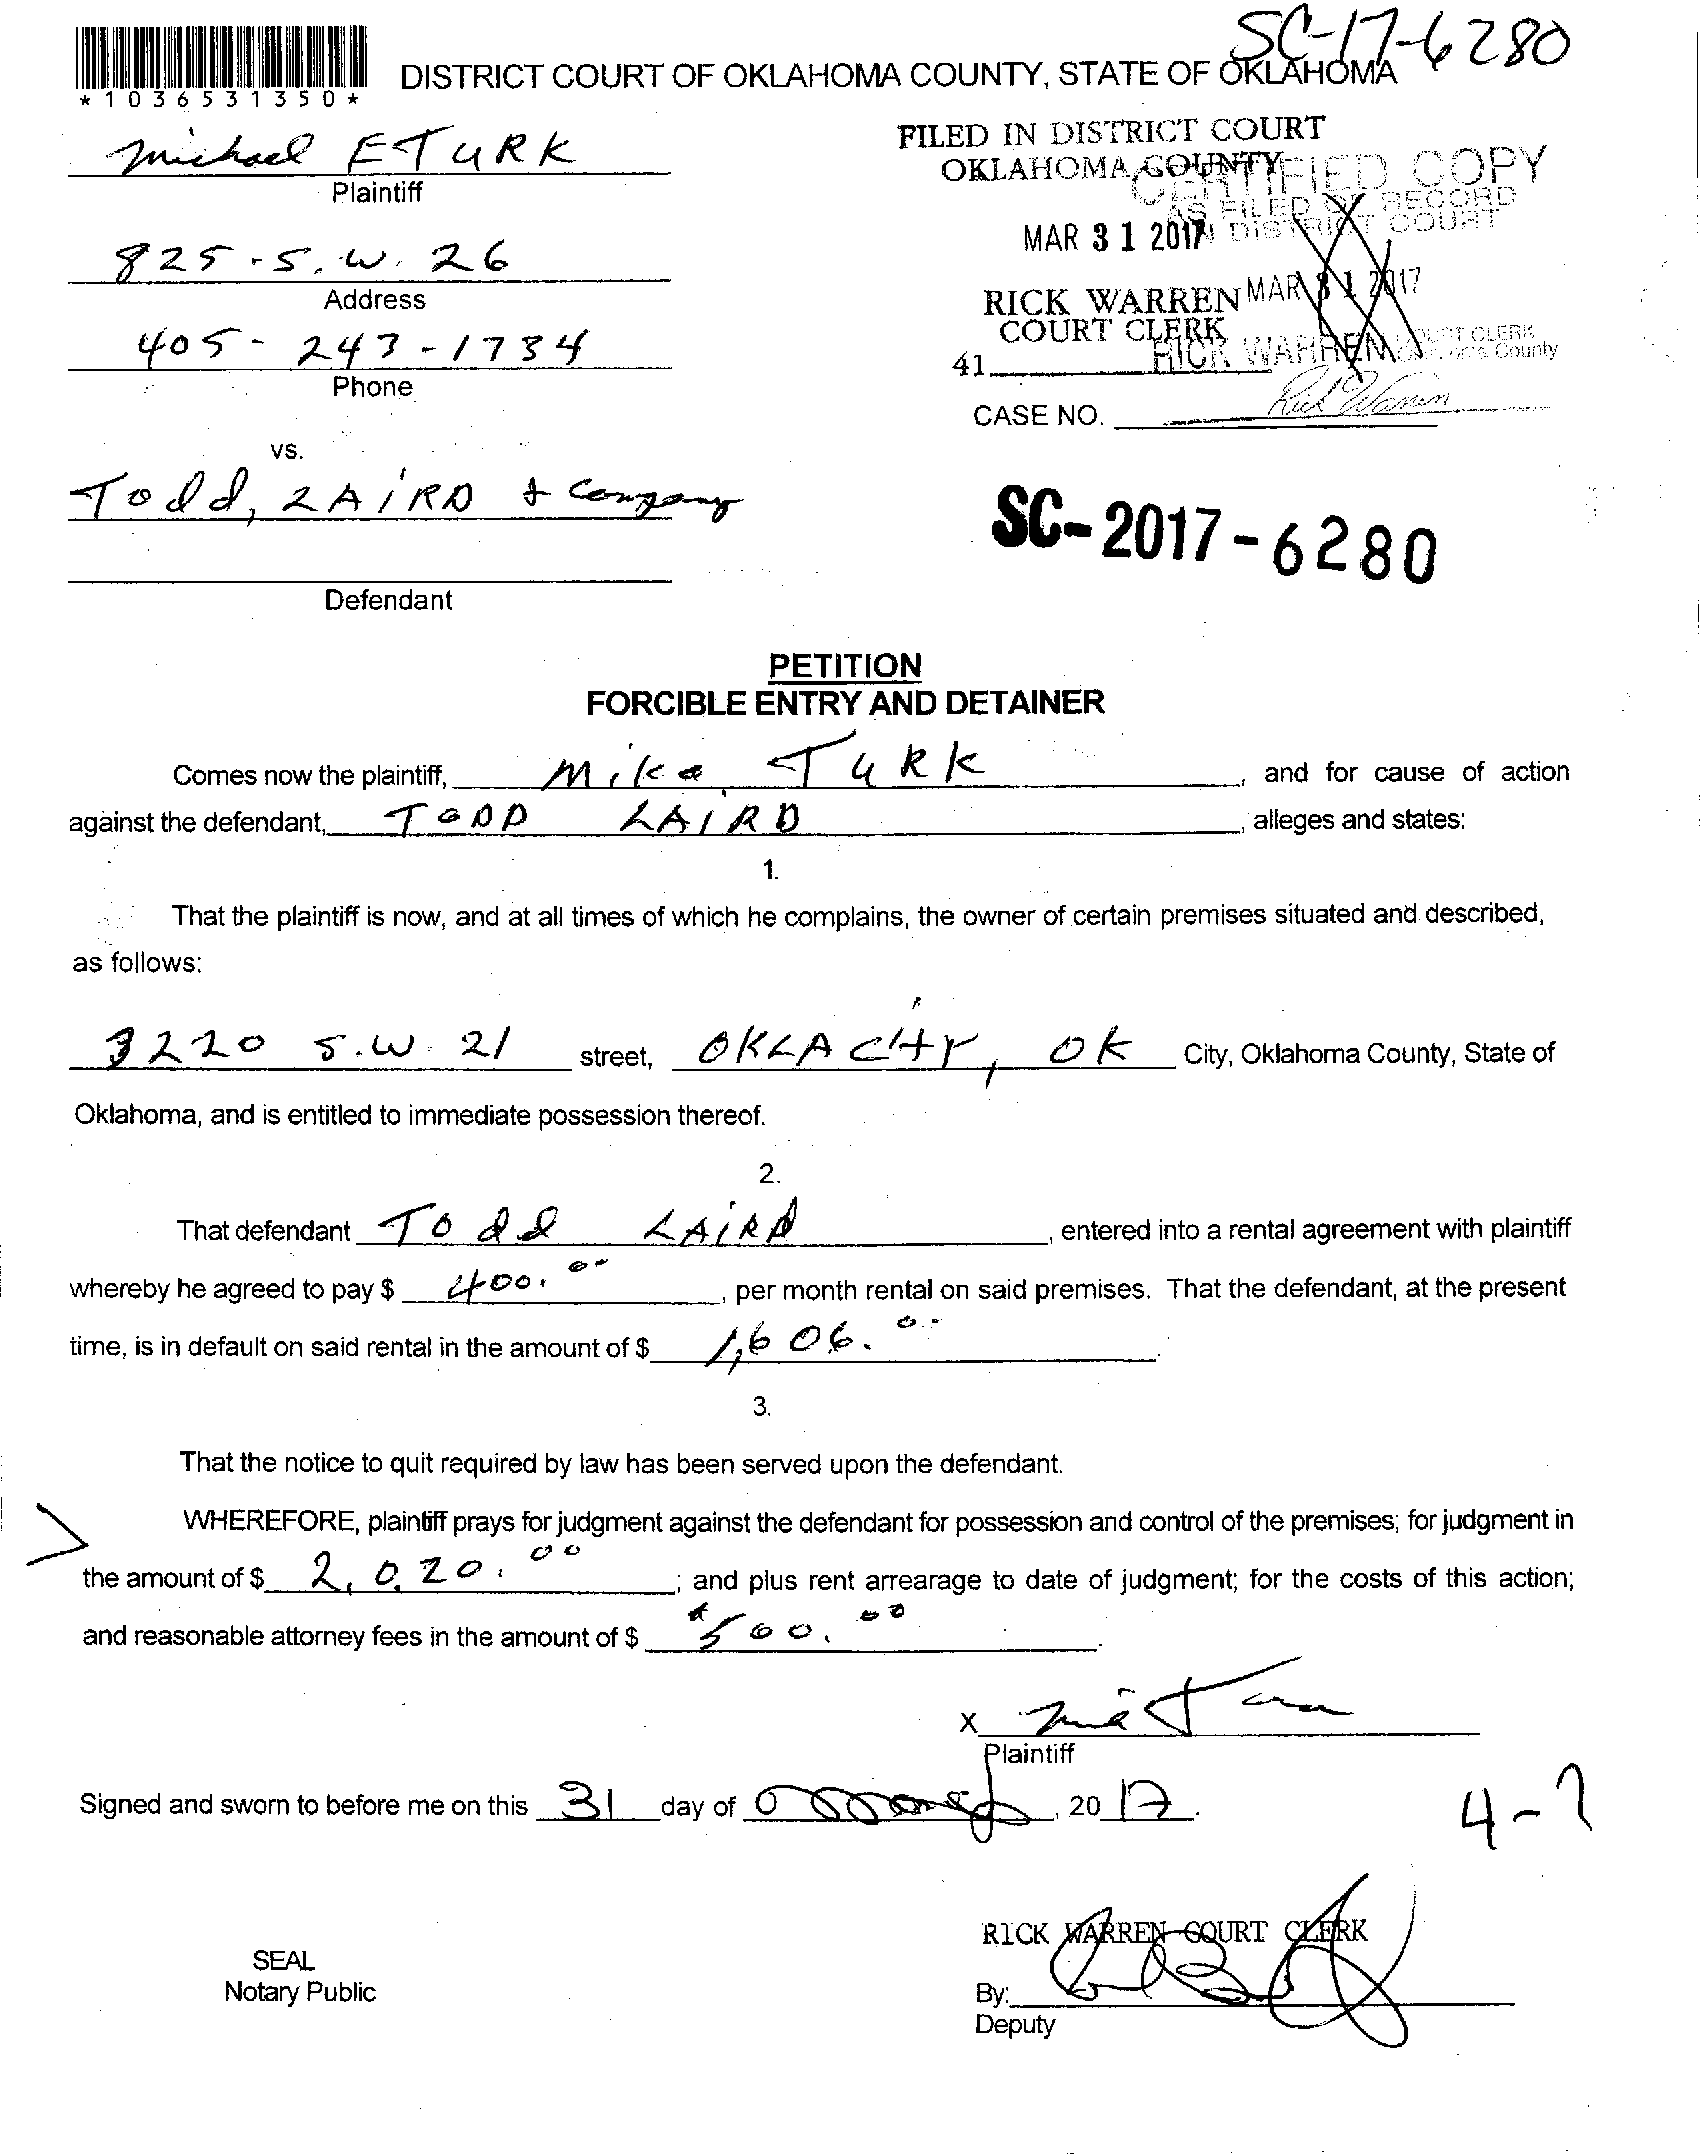 SC-17-6280
*1036531350*
DISTRICT COURT OF OKLAHOMA COUNTY, STATE OF OKLAHOMA
michael E TURK
Plaintiff
FILED IN DISTRICT COURT
OKLAHOMA COUNTY
CERTIFIED COPY
AS FILED OF RECORD
IN DISTRICT COURT
MAR 31 2017
825 - S. W. 26
Address
RICK WARREN
COURT CLERK
MAR 31 2017
405 - 243 - 1734
Phone
RICK WARREN COURT CLERK
County
41
Rick Warren
CASE NO.
vs.
Todd, LAIRD + Company
SC-2017-6280
Defendant
PETITION
FORCIBLE ENTRY AND DETAINER
Comes now the plaintiff, Mike TURK, and for cause of action
against the defendant, TODD LAIRD, alleges and states:
1.
That the plaintiff is now, and at all times of which he complains, the owner of certain premises situated and described,
as follows:
3220 S.W. 21 street, OKLA City, OK City, Oklahoma County, State of
Oklahoma, and is entitled to immediate possession thereof.
2.
That defendant Todd LAIRD, entered into a rental agreement with plaintiff
whereby he agreed to pay $ 400.00, per month rental on said premises. That the defendant, at the present
time, is in default on said rental in the amount of $ 1,606.00.
3.
That the notice to quit required by law has been served upon the defendant.
WHEREFORE, plaintiff prays for judgment against the defendant for possession and control of the premises; for judgment in
the amount of $ 2,020.00; and plus rent arrearage to date of judgment; for the costs of this action;
and reasonable attorney fees in the amount of $ 500.00.
X
Plaintiff
Signed and sworn to before me on this 31 day of, 2017.
4-7
RICK WARREN COURT CLERK
SEAL
Notary Public
By:
Deputy